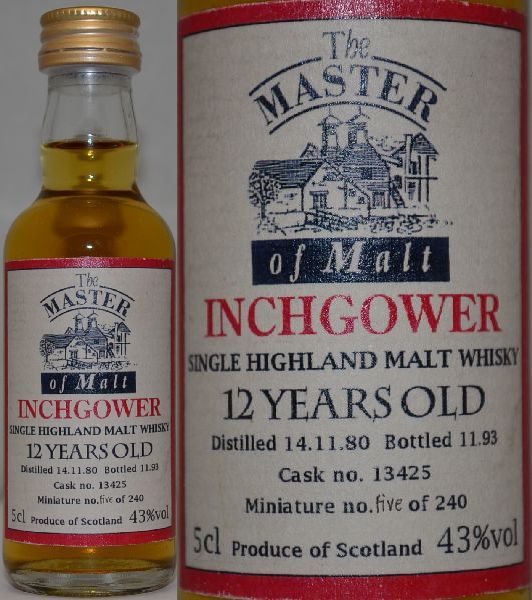 The
MASTER
of Malt
INCHGOWER
SINGLE HIGHLAND MALT WHISKY
12 YEARS OLD
Distilled 14.11.80 Bottled 11.93
Cask no. 13425
Miniature no. five of 240
5cl Produce of Scotland 43%vol
The
MASTER
of Malt
INCHGOWER
SINGLE HIGHLAND MALT WHISKY
12 YEARS OLD
Distilled 14.11.80 Bottled 11.93
Cask no. 13425
Miniature no. five of 240
5cl Produce of Scotland 43%vol